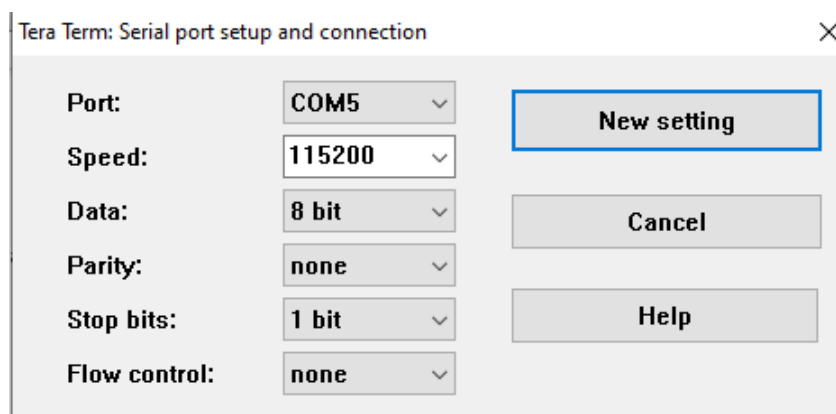 Tera Term: Serial port setup and connection
Port: COM5
New setting
Speed: 115200
Data: 8 bit
Cancel
Parity: none
Stop bits: 1 bit
Help
Flow control: none